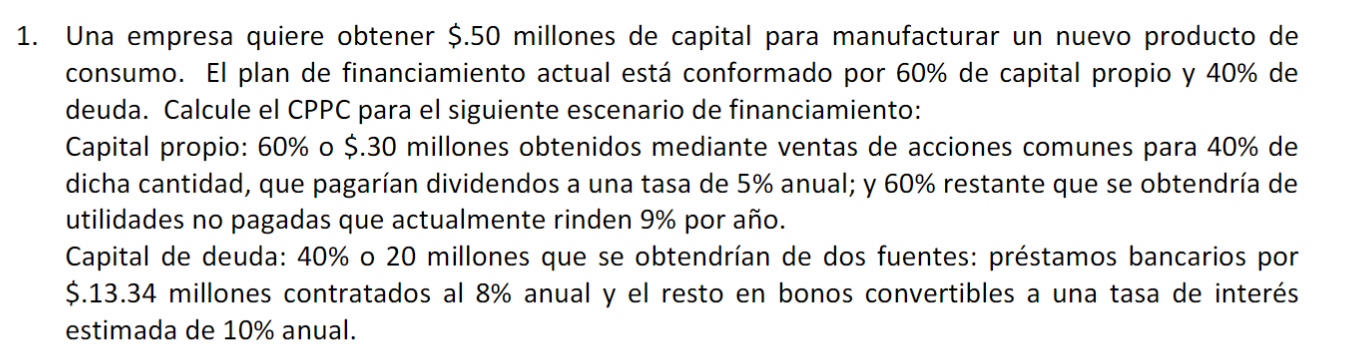 1. Una empresa quiere obtener $.50 millones de capital para manufacturar un nuevo producto de
consumo. El plan de financiamiento actual está conformado por 60% de capital propio y 40% de
deuda. Calcule el CPPC para el siguiente escenario de financiamiento:
Capital propio: 60% o $.30 millones obtenidos mediante ventas de acciones comunes para 40% de
dicha cantidad, que pagarían dividendos a una tasa de 5% anual; y 60% restante que se obtendría de
utilidades no pagadas que actualmente rinden 9% por año.
Capital de deuda: 40% o 20 millones que se obtendrían de dos fuentes: préstamos bancarios por
$.13.34 millones contratados al 8% anual y el resto en bonos convertibles a una tasa de interés
estimada de 10% anual.